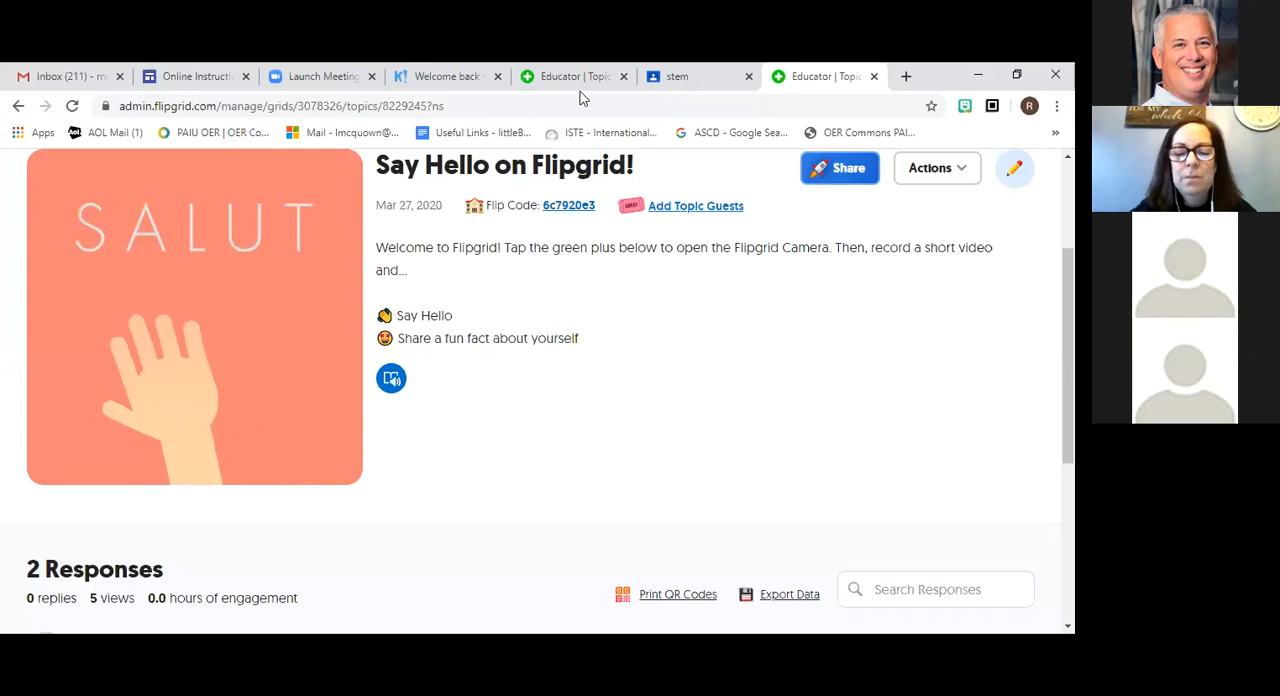 Inbox (211) - rn
Online Instructi
Launch Meeting
Welcome back
Educator | Topic
stem
Educator | Topic
admin.flipgrid.com/manage/grids/3078326/topics/8229245?ns
R
Apps
AOL Mail (1)
PAIU OER | OER Co...
Mail - lmcquown@...
Useful Links - littleB...
ISTE - International...
ASCD - Google Sea...
OER Commons PAI...
»
SALUT
Say Hello on Flipgrid!
Share
Actions
Mar 27, 2020
Flip Code: 6c7920e3
Add Topic Guests
Welcome to Flipgrid! Tap the green plus below to open the Flipgrid Camera. Then, record a short video
and...
👋 Say Hello
🤩 Share a fun fact about yourself
2 Responses
0 replies 5 views 0.0 hours of engagement
Print QR Codes
Export Data
Search Responses
FOR MY
whole